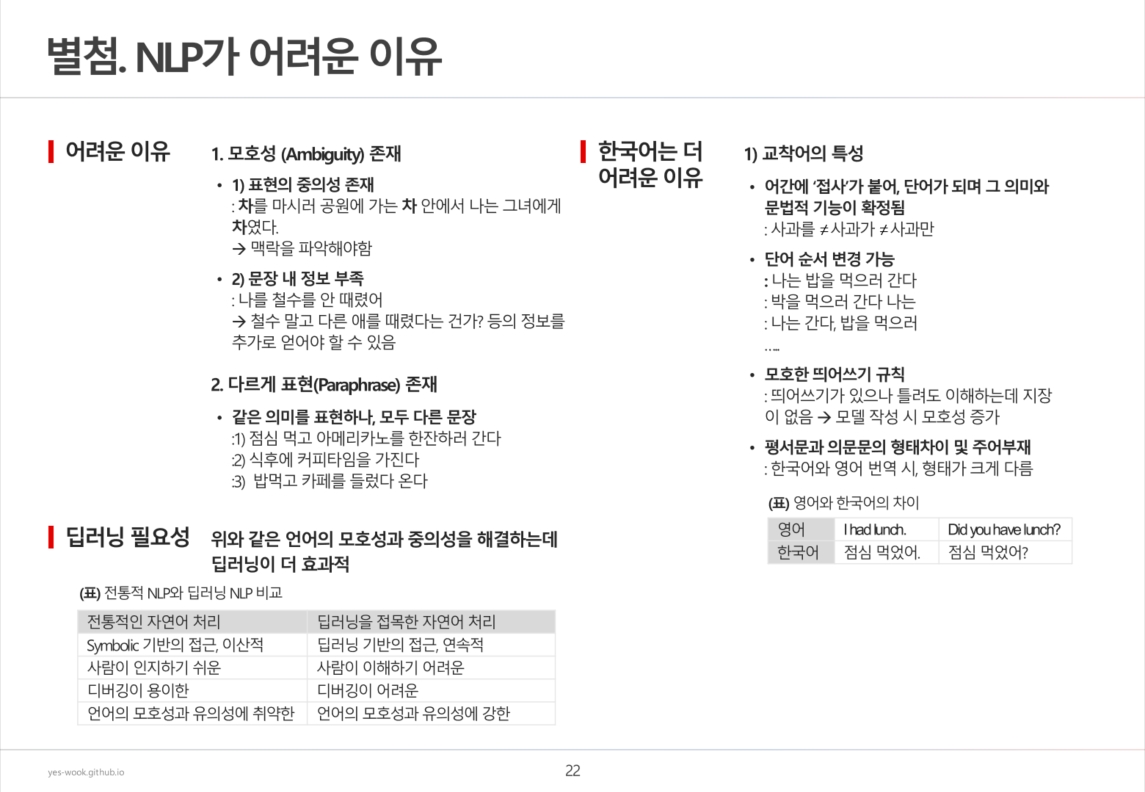 별첨. NLP가 어려운 이유
어려운 이유
1. 모호성 (Ambiguity) 존재
• 1) 표현의 중의성 존재
: 차를 마시러 공원에 가는 차 안에서 나는 그녀에게
차였다.
→ 맥락을 파악해야함
• 2) 문장 내 정보 부족
: 나를 철수를 안 때렸어
→ 철수 말고 다른 애를 때렸다는 건가? 등의 정보를
추가로 얻어야 할 수 있음
2. 다르게 표현(Paraphrase) 존재
• 같은 의미를 표현하나, 모두 다른 문장
:1) 점심 먹고 아메리카노를 한잔하러 간다
:2) 식후에 커피타임을 가진다
:3) 밥먹고 카페를 들렀다 온다
딥러닝 필요성
위와 같은 언어의 모호성과 중의성을 해결하는데
딥러닝이 더 효과적
(표) 전통적 NLP와 딥러닝 NLP 비교
전통적인 자연어 처리 딥러닝을 접목한 자연어 처리
Symbolic 기반의 접근, 이산적 딥러닝 기반의 접근, 연속적
사람이 인지하기 쉬운 사람이 이해하기 어려운
디버깅이 용이한 디버깅이 어려운
언어의 모호성과 유의성에 취약한 언어의 모호성과 유의성에 강한
한국어는 더
어려운 이유
1) 교착어의 특성
• 어간에 ‘접사’가 붙어, 단어가 되며 그 의미와
문법적 기능이 확정됨
: 사과를 ≠ 사과가 ≠ 사과만
• 단어 순서 변경 가능
: 나는 밥을 먹으러 간다
: 박을 먹으러 간다 나는
: 나는 간다, 밥을 먹으러
.....
• 모호한 띄어쓰기 규칙
: 띄어쓰기가 있으나 틀려도 이해하는데 지장
이 없음 → 모델 작성 시 모호성 증가
• 평서문과 의문문의 형태차이 및 주어부재
: 한국어와 영어 번역 시, 형태가 크게 다름
(표) 영어와 한국어의 차이
영어 I had lunch. Did you have lunch?
한국어 점심 먹었어. 점심 먹었어?
yes-wook.github.io
22